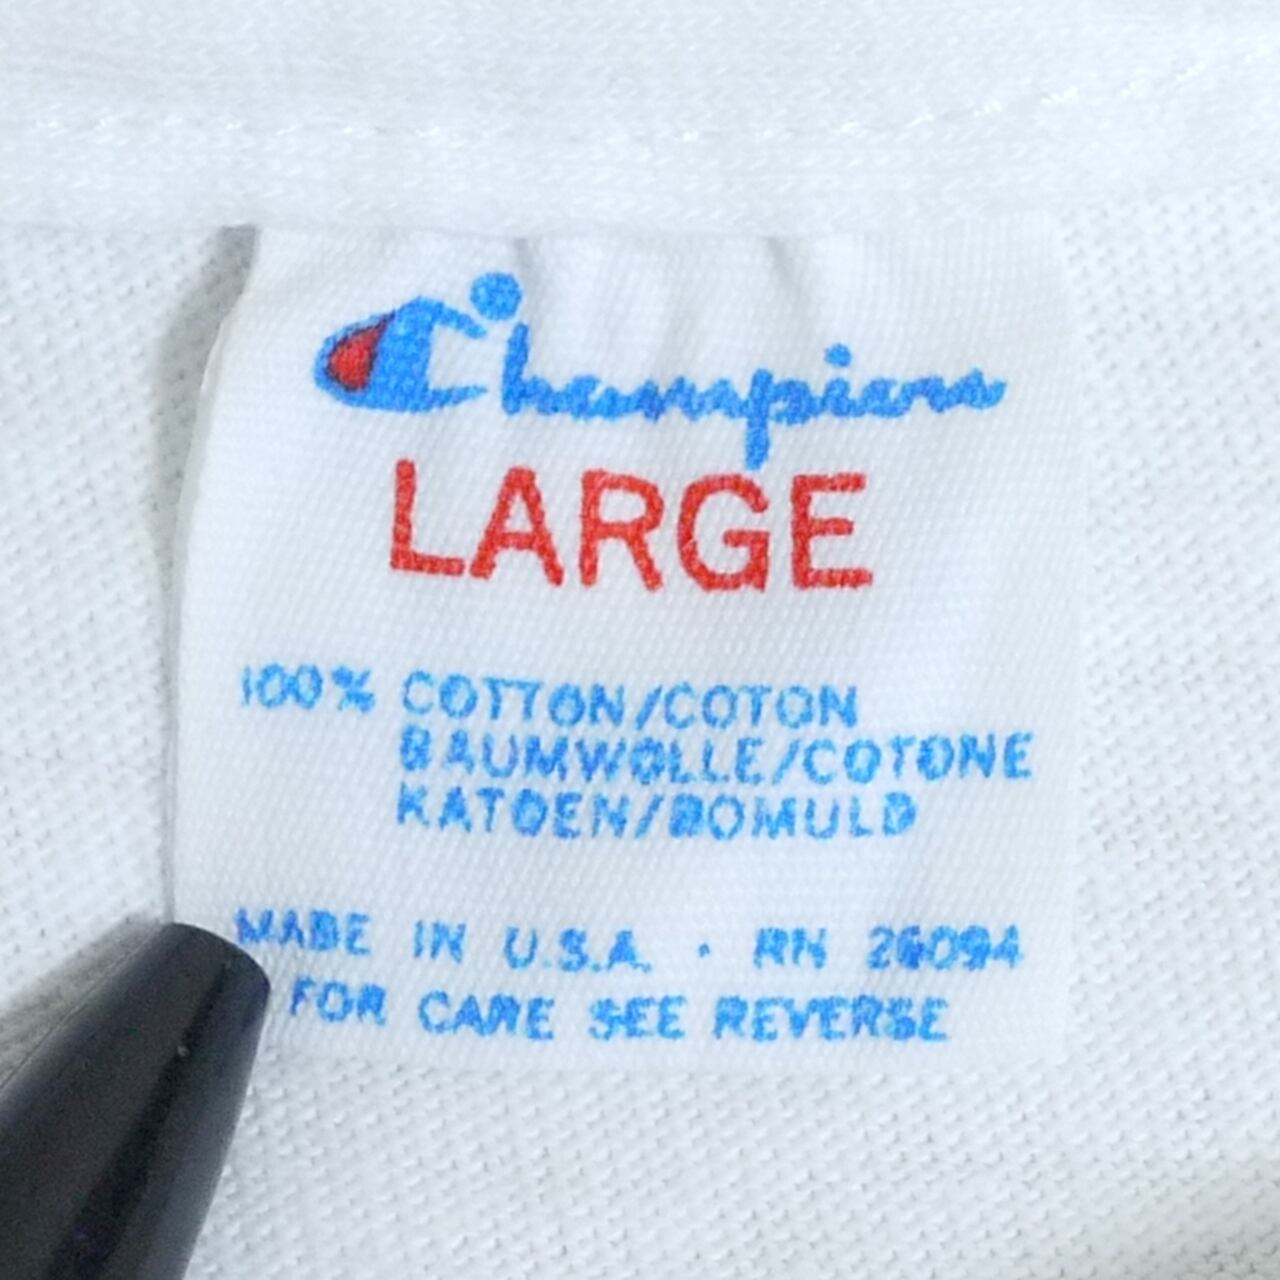 Champion
LARGE
100% COTTON/COTON
BAUMWOLLE/COTONE
KATOEN/BOMULD
MADE IN U.S.A. · RN 26094
FOR CARE SEE REVERSE